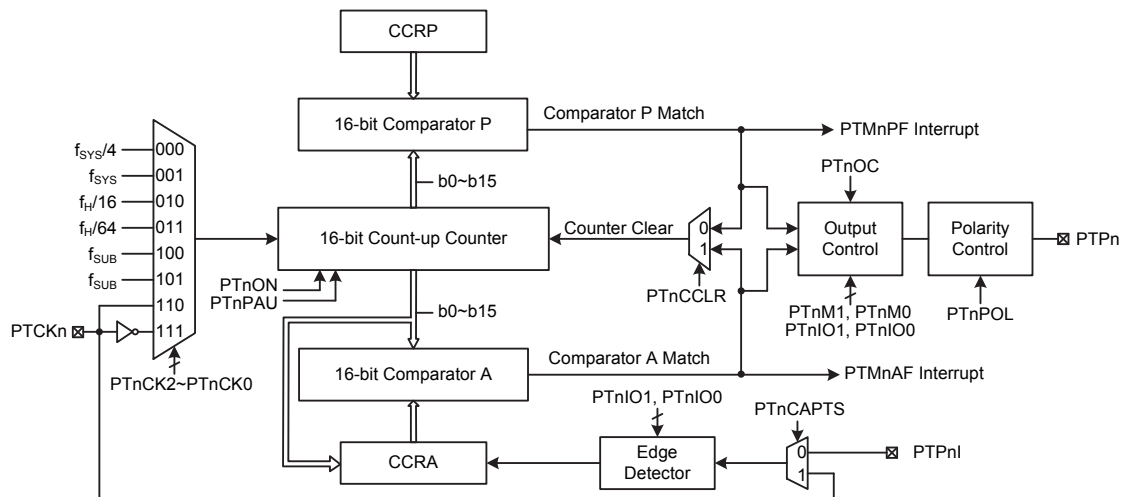 CCRP
16-bit Comparator P
Comparator P Match
PTMnPF Interrupt
b0~b15
fSYS/4
000
fSYS
001
fH/16
010
fH/64
011
fSUB
100
fSUB
101
110
111
PTCKn
PTnCK2~PTnCK0
16-bit Count-up Counter
Counter Clear
0
1
PTnCCLR
PTnOC
Output
Control
Polarity
Control
PTPn
PTnM1, PTnM0
PTnIO1, PTnIO0
PTnPOL
PTnON
PTnPAU
b0~b15
16-bit Comparator A
Comparator A Match
PTMnAF Interrupt
PTnIO1, PTnIO0
PTnCAPTS
CCRA
Edge
Detector
0
1
PTPnI